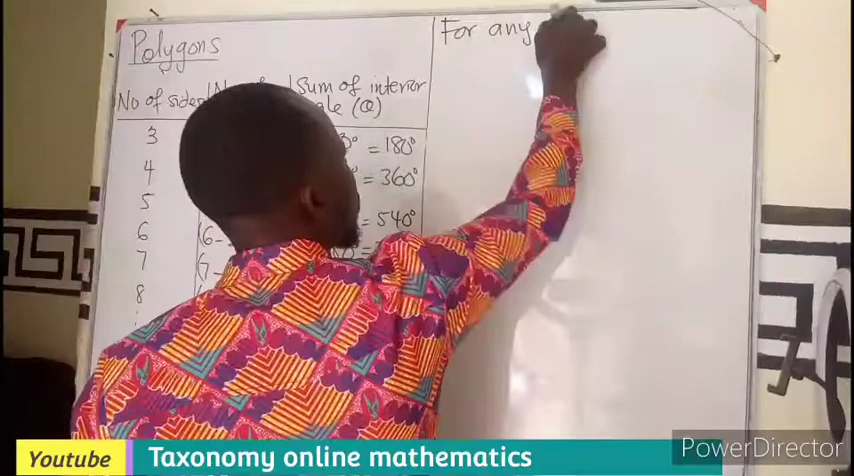 Polygons
No of sides | Sum of interior
angle (Q)
3 = 180°
4 = 360°
5 = 540°
6 (6-
7 (7-
8
For any
Youtube Taxonomy online mathematics
PowerDirector